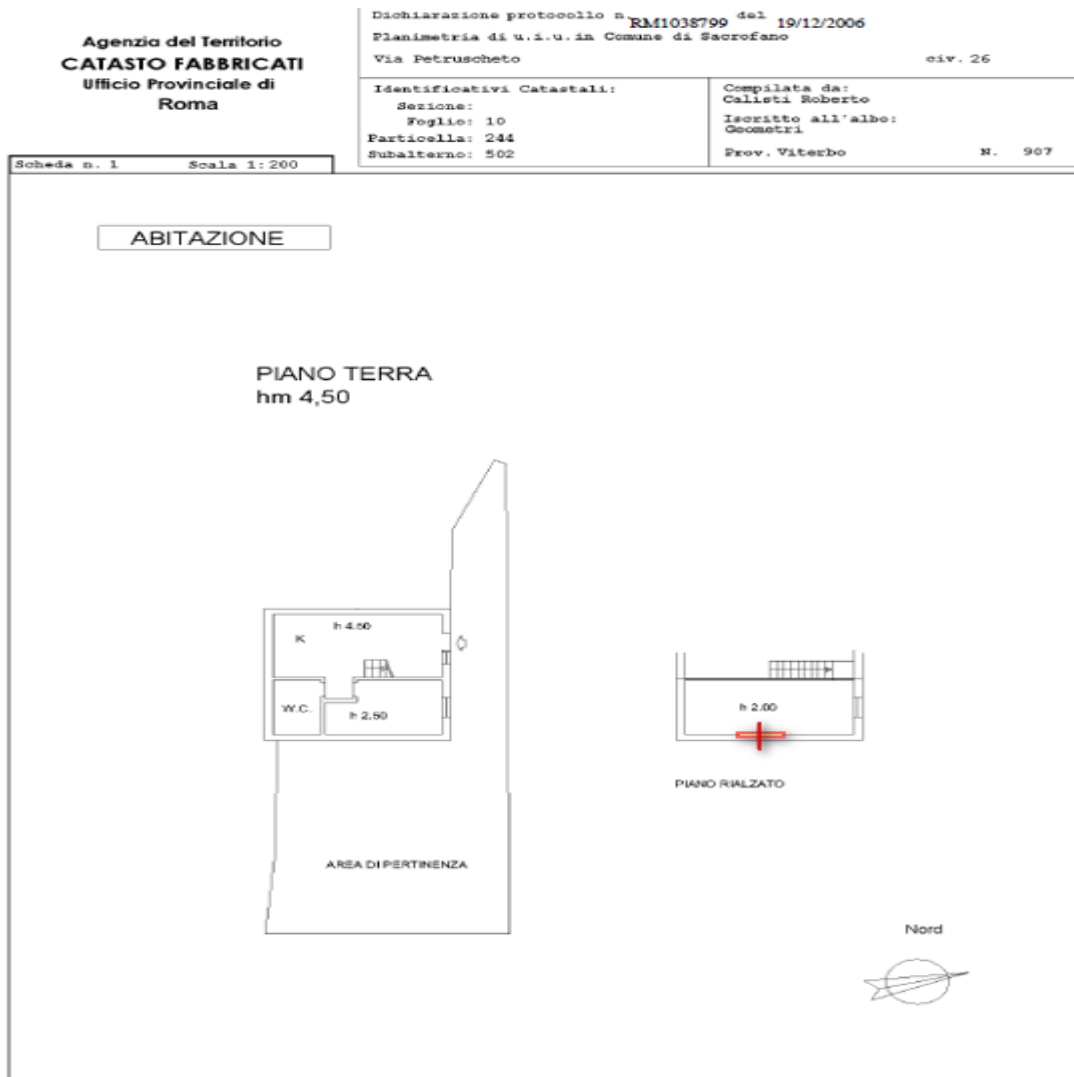 Agenzia del Territorio
CATASTO FABBRICATI
Ufficio Provinciale di
Roma
Dichiarazione protocollo n. RM1038799 del 19/12/2006
Planimetria di u.i.u. in Comune di Sacrofano
Via Petruscheto civ. 26
Identificativi Catastali:
Sezione:
Foglio: 10
Particella: 244
Subalterno: 502
Compilata da:
Calisti Roberto
Iscritto all'albo:
Geometri
Prov. Viterbo N. 907
Scheda n. 1 Scala 1:200
ABITAZIONE
PIANO TERRA
hm 4,50
h 4.50
K
W.C.
h 2.50
h 2.00
PIANO RIALZATO
AREA DI PERTINENZA
Nord